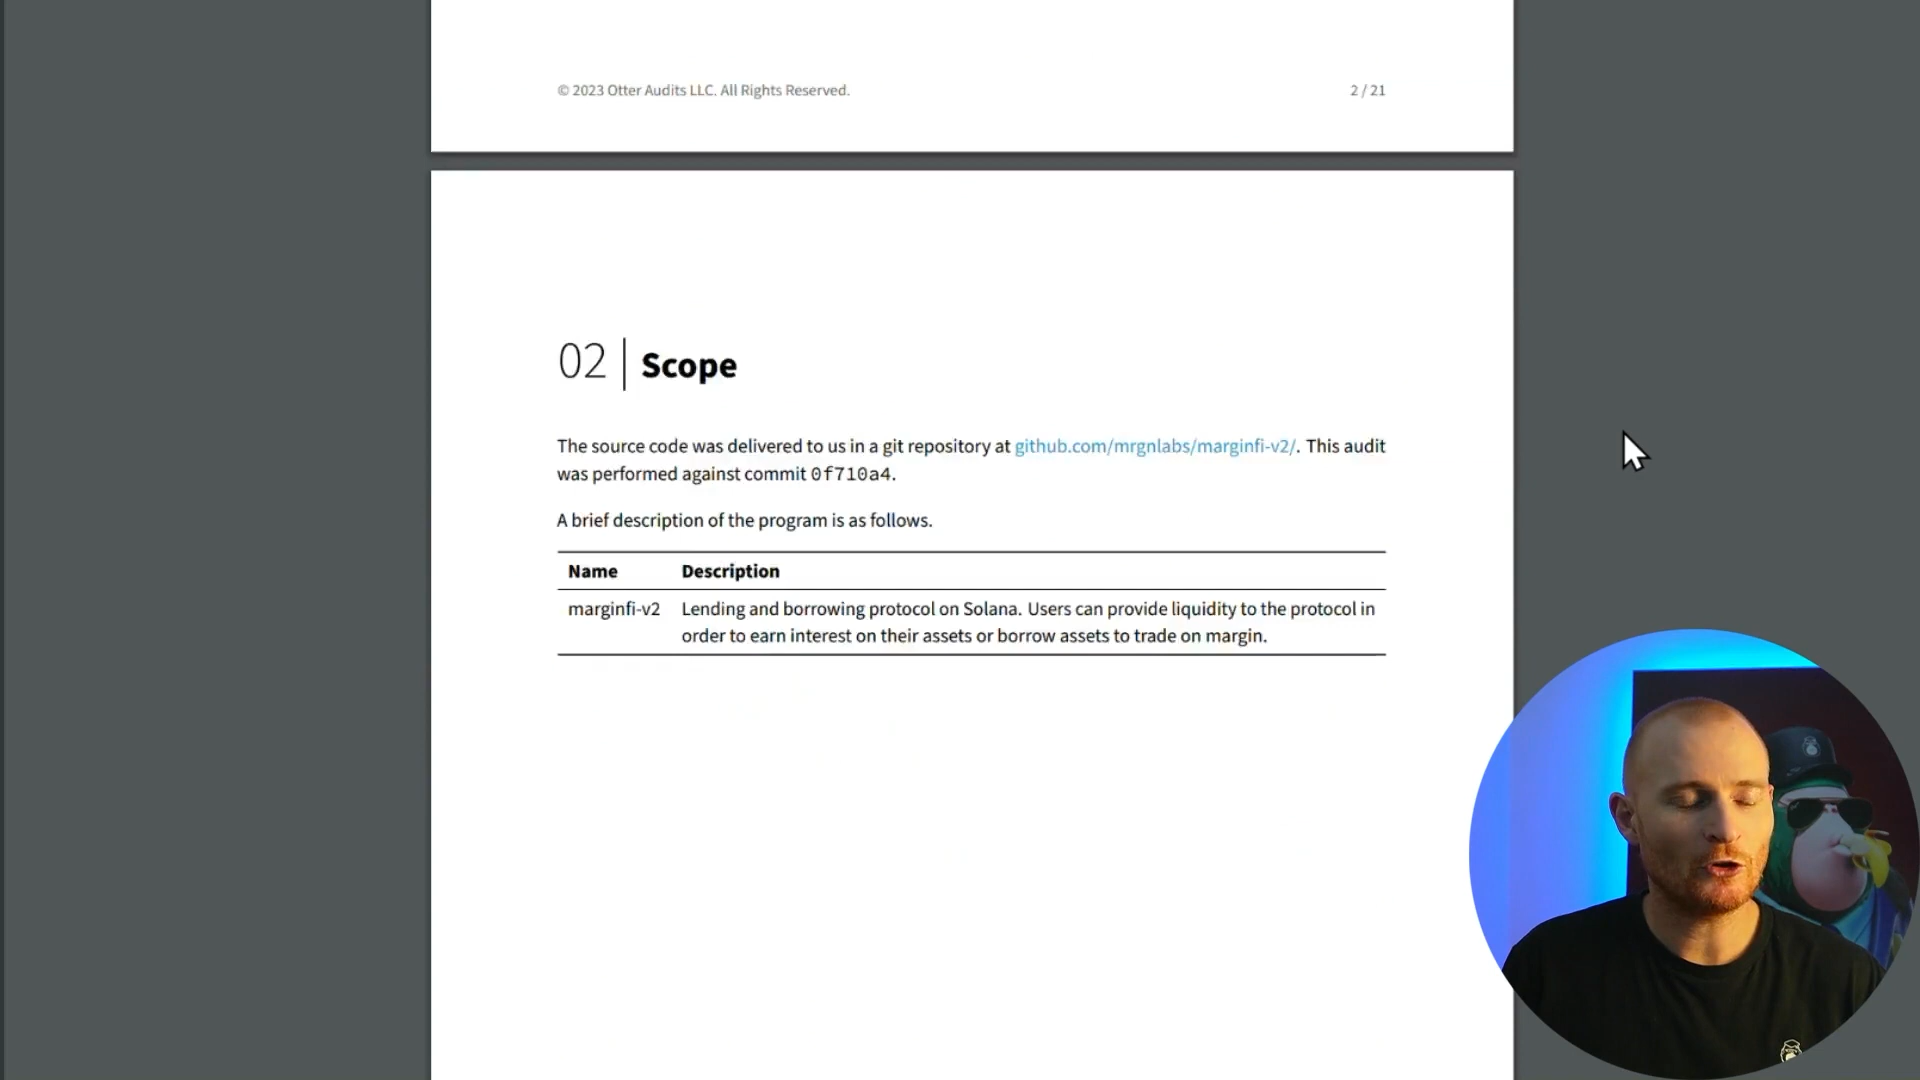 © 2023 Otter Audits LLC. All Rights Reserved. 2 / 21
02 | Scope
The source code was delivered to us in a git repository at github.com/mrgnlabs/marginfi-v2/. This audit
was performed against commit 0f710a4.
A brief description of the program is as follows.
Name Description
marginfi-v2 Lending and borrowing protocol on Solana. Users can provide liquidity to the protocol in
order to earn interest on their assets or borrow assets to trade on margin.